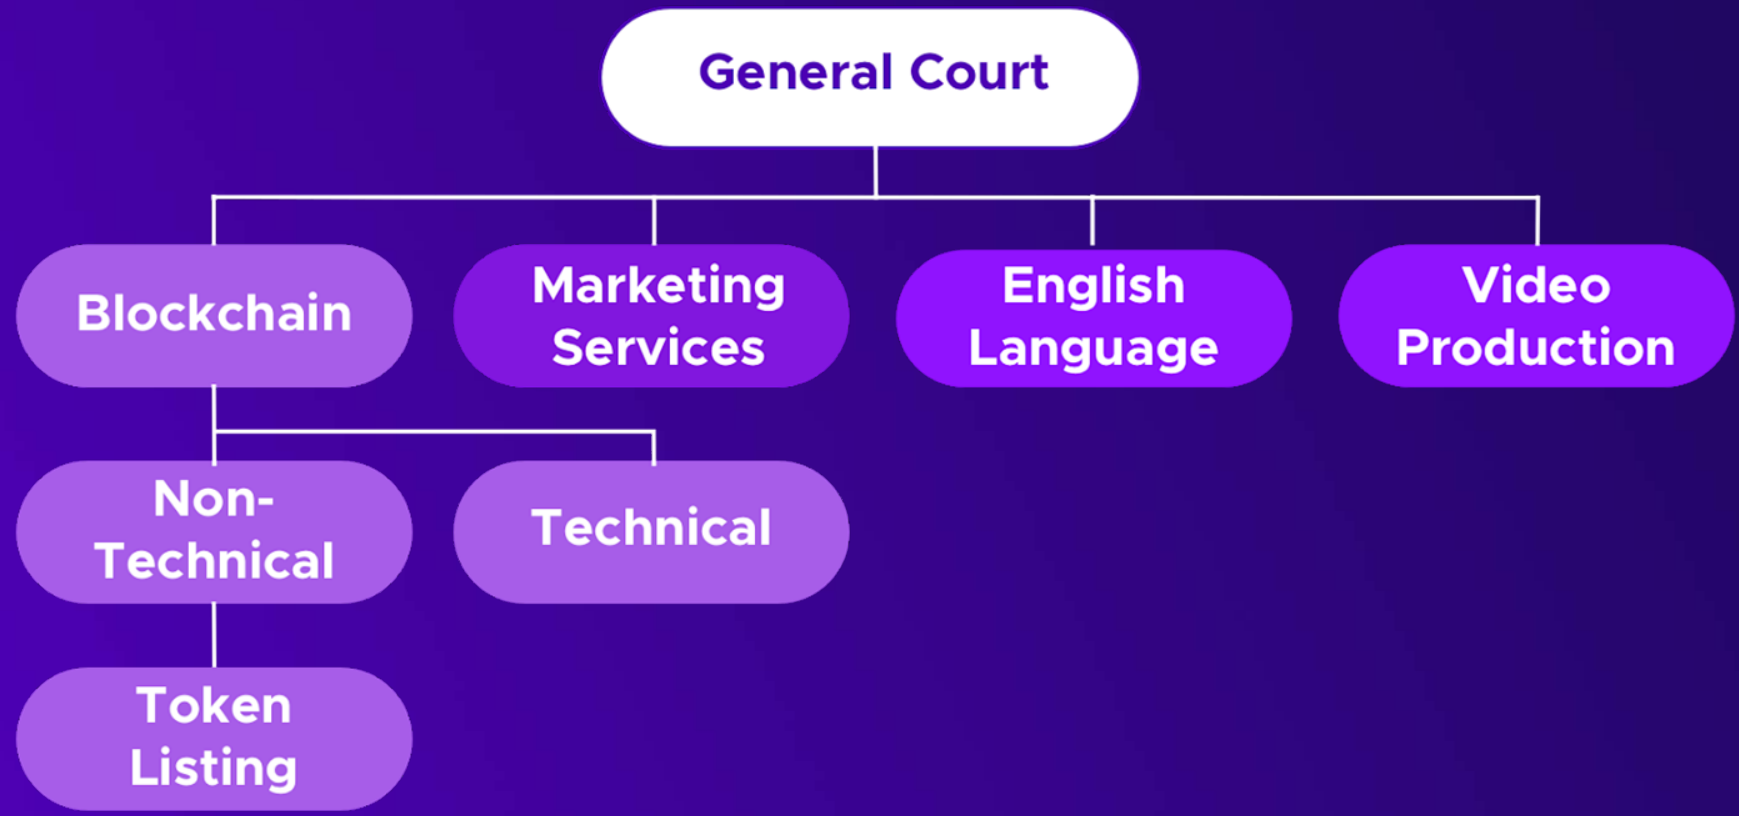 General Court
Blockchain
Marketing
Services
English
Language
Video
Production
Non-
Technical
Technical
Token
Listing